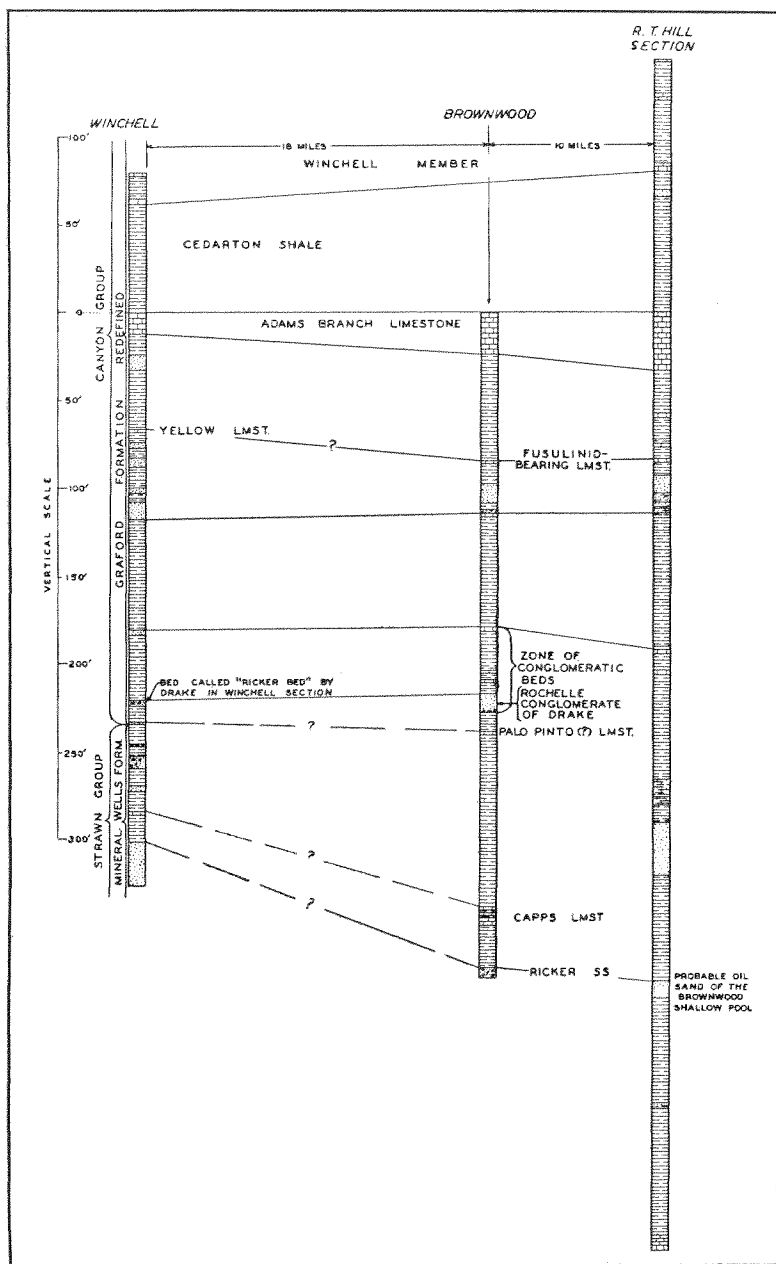 R. T. HILL
SECTION
WINCHELL
BROWNWOOD
100'
18 MILES
10 MILES
WINCHELL MEMBER
50'
CEDARTON SHALE
0
ADAMS BRANCH LIMESTONE
50'
YELLOW LMST.
?
FUSULINID-
BEARING LMST.
100'
150'
200'
ZONE OF
CONGLOMERATIC
BEDS
BED CALLED "RICKER BED" BY
DRAKE IN WINCHELL SECTION
ROCHELLE
CONGLOMERATE
OF DRAKE
?
PALO PINTO (?) LMST.
250'
300'
?
?
CAPPS LMST
RICKER SS
PROBABLE OIL
SAND OF THE
BROWNWOOD
SHALLOW POOL
VERTICAL SCALE
CANYON GROUP
GRAFORD FORMATION REDEFINED
STRAWN GROUP
MINERAL WELLS FORM.